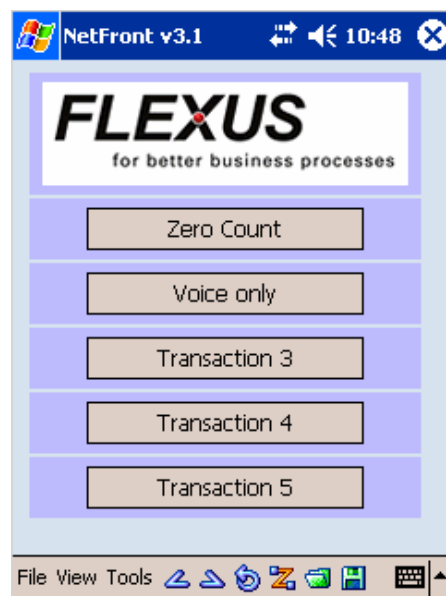 NetFront v3.1 10:48
FLEXUS
for better business processes
Zero Count
Voice only
Transaction 3
Transaction 4
Transaction 5
File View Tools